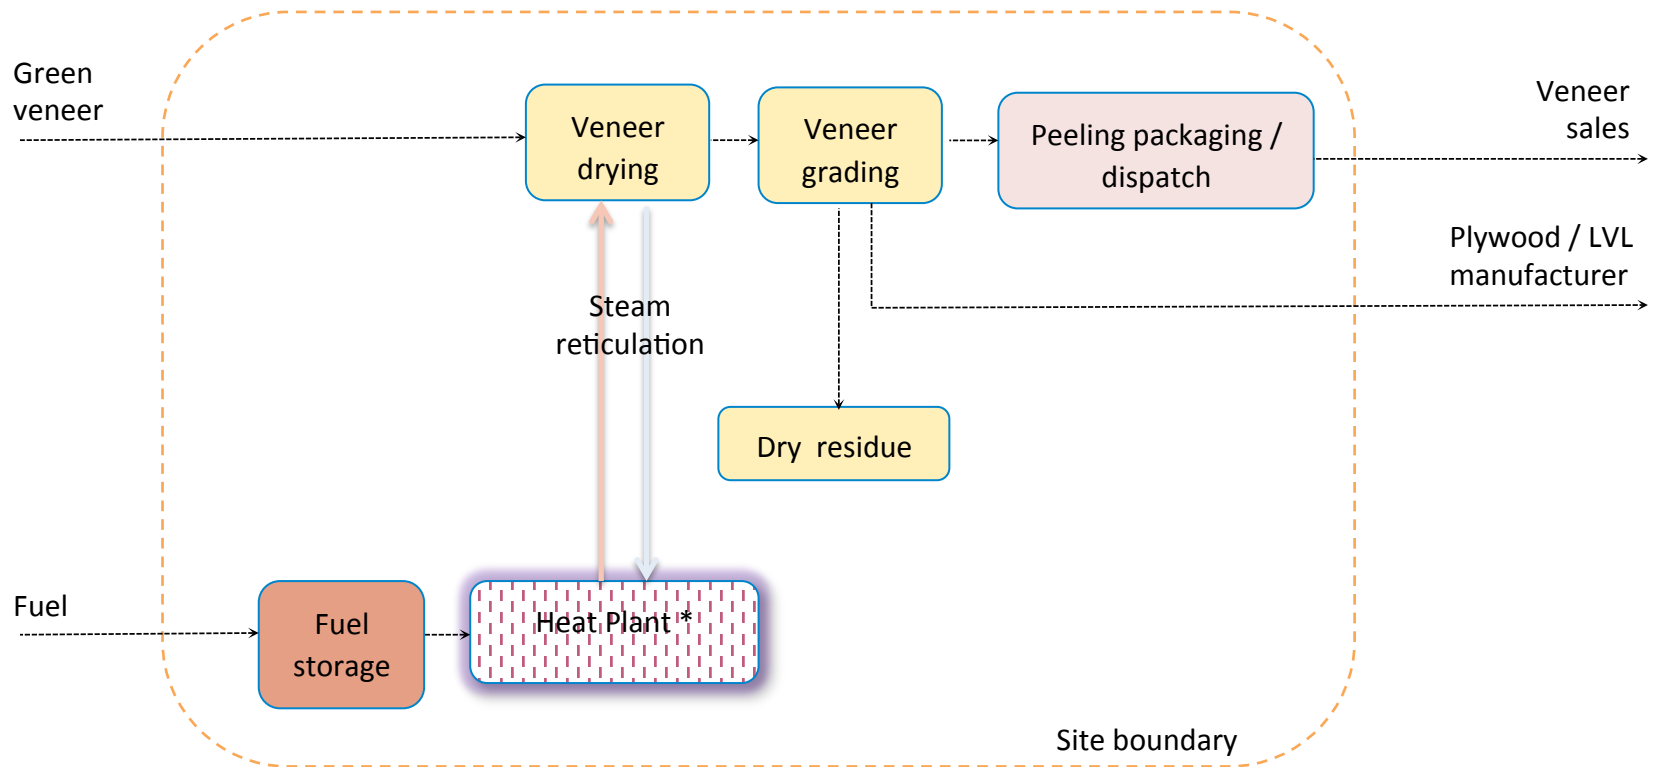 Green
veneer
Veneer
drying
Veneer
grading
Peeling packaging /
dispatch
Veneer
sales
Plywood / LVL
manufacturer
Steam
reticulation
Dry residue
Fuel
Fuel
storage
Heat Plant *
Site boundary